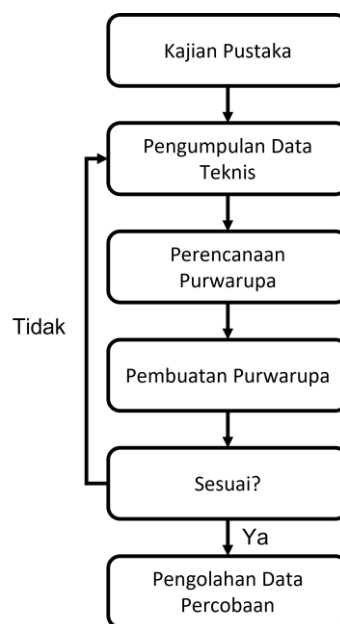 Kajian Pustaka
Pengumpulan Data
Teknis
Perencanaan
Purwarupa
Tidak
Pembuatan Purwarupa
Sesuai?
Ya
Pengolahan Data
Percobaan